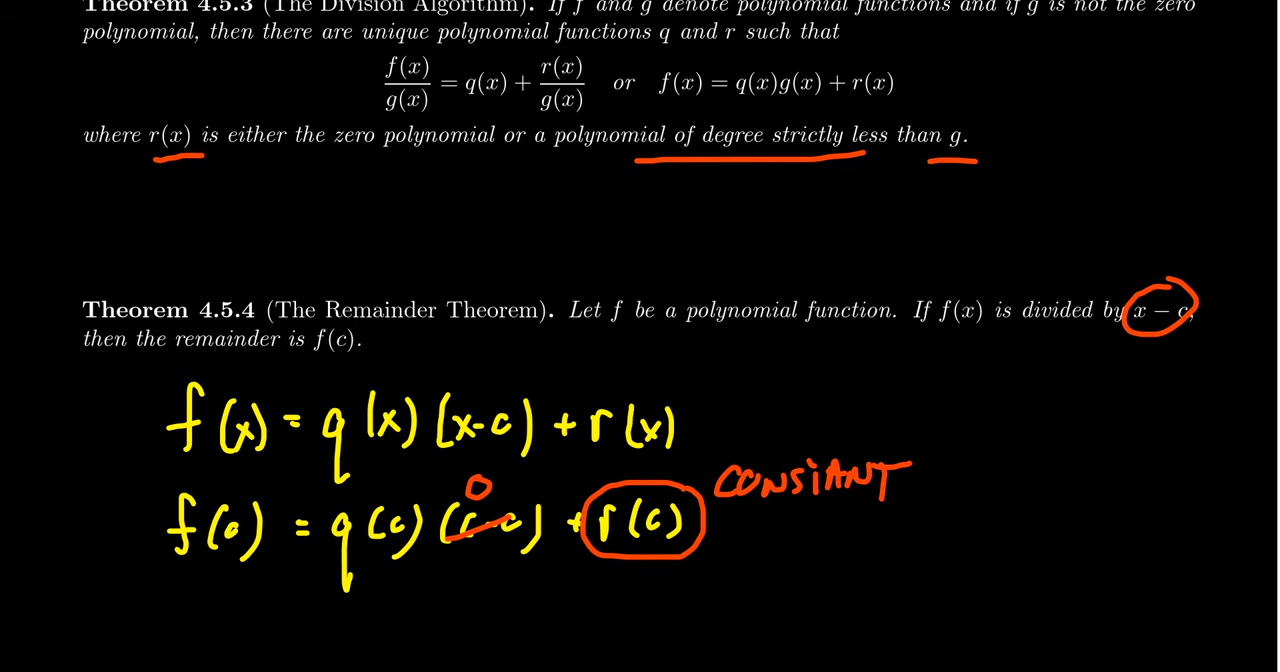 Theorem 4.5.3 (The Division Algorithm). If f and g denote polynomial functions and if g is not the zero
polynomial, then there are unique polynomial functions q and r such that
f(x)/g(x) = q(x) + r(x)/g(x) or f(x) = q(x)g(x) + r(x)
where r(x) is either the zero polynomial or a polynomial of degree strictly less than g.
Theorem 4.5.4 (The Remainder Theorem). Let f be a polynomial function. If f(x) is divided by x − c,
then the remainder is f(c).
f(x) = q(x)(x-c) + r(x)
CONSTANT
0
f(c) = q(c)(c-c) + r(c)